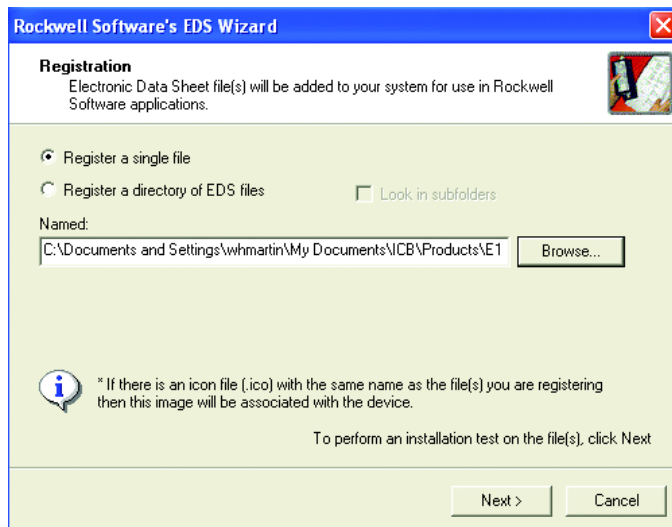 Rockwell Software's EDS Wizard
Registration
Electronic Data Sheet file(s) will be added to your system for use in Rockwell
Software applications.
Register a single file
Register a directory of EDS files
Look in subfolders
Named:
C:\Documents and Settings\whmartin\My Documents\ICB\Products\E1
Browse...
* If there is an icon file (.ico) with the same name as the file(s) you are registering
then this image will be associated with the device.
To perform an installation test on the file(s), click Next
Next >
Cancel